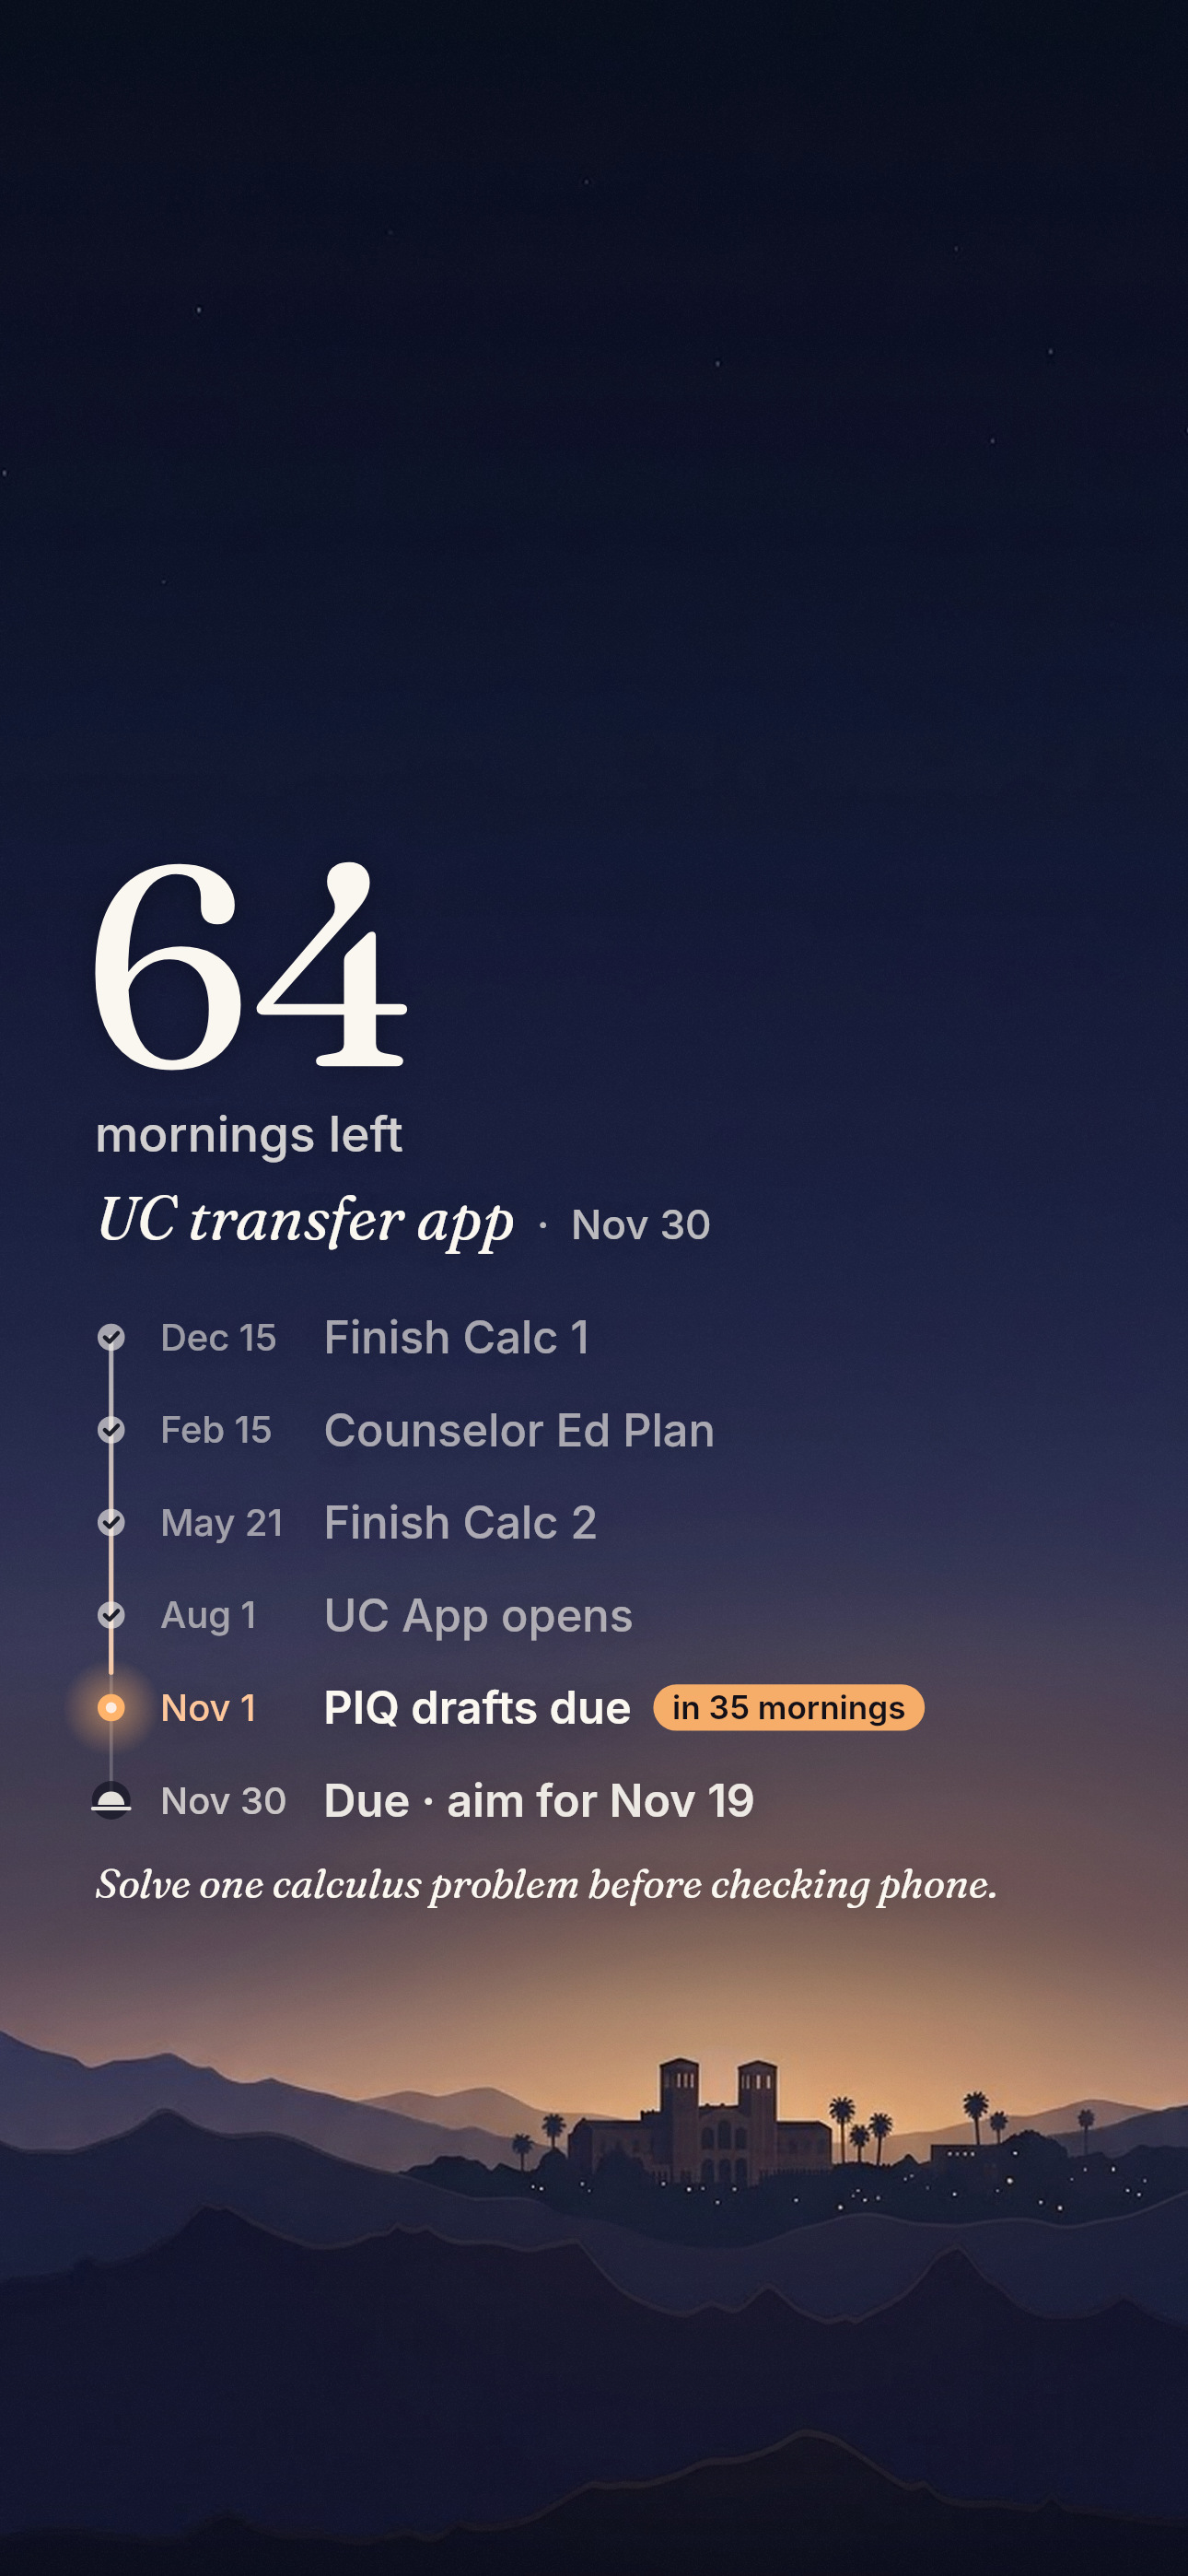 64
mornings left
UC transfer app · Nov 30
Dec 15 Finish Calc 1
Feb 15 Counselor Ed Plan
May 21 Finish Calc 2
Aug 1 UC App opens
Nov 1 PIQ drafts due in 35 mornings
Nov 30 Due · aim for Nov 19
Solve one calculus problem before checking phone.